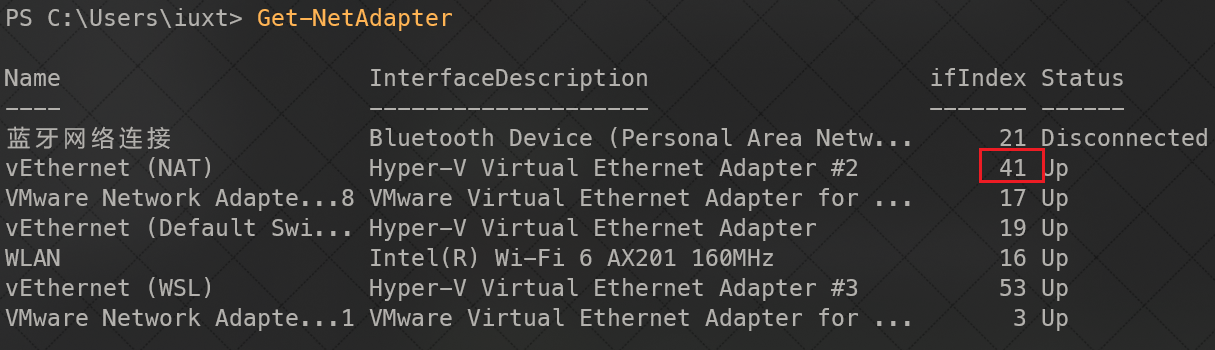 PS C:\Users\iuxt> Get-NetAdapter
Name InterfaceDescription ifIndex Status
---- -------------------- ------- ------
蓝牙网络连接 Bluetooth Device (Personal Area Netw... 21 Disconnected
vEthernet (NAT) Hyper-V Virtual Ethernet Adapter #2 41 Up
VMware Network Adapte...8 VMware Virtual Ethernet Adapter for ... 17 Up
vEthernet (Default Swi... Hyper-V Virtual Ethernet Adapter 19 Up
WLAN Intel(R) Wi-Fi 6 AX201 160MHz 16 Up
vEthernet (WSL) Hyper-V Virtual Ethernet Adapter #3 53 Up
VMware Network Adapte...1 VMware Virtual Ethernet Adapter for ... 3 Up